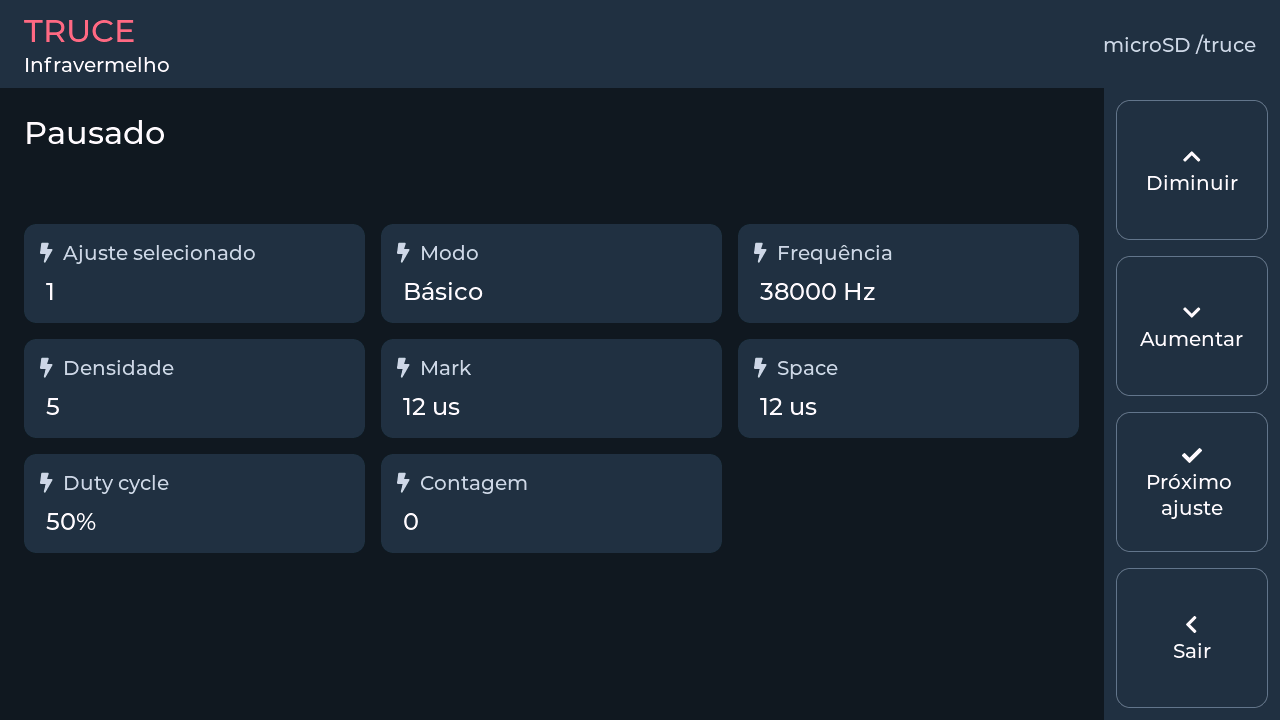 TRUCE
Infravermelho
microSD /truce
Pausado
Ajuste selecionado
1
Modo
Básico
Frequência
38000 Hz
Densidade
5
Mark
12 us
Space
12 us
Duty cycle
50%
Contagem
0
Diminuir
Aumentar
Próximo
ajuste
Sair